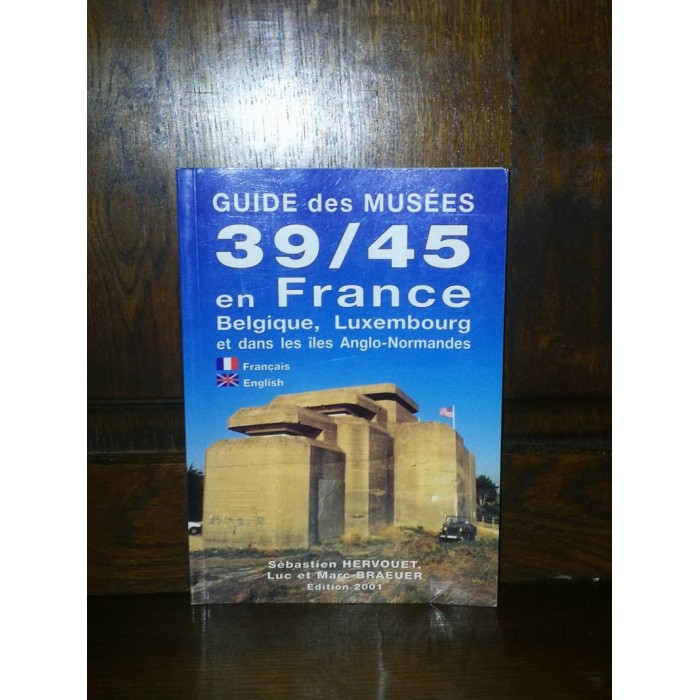 GUIDE des MUSÉES
39/45
en France
Belgique, Luxembourg
et dans les îles Anglo-Normandes
Français
English
Sébastien HERVOUET,
Luc et Marc BRAEUER
Édition 2001